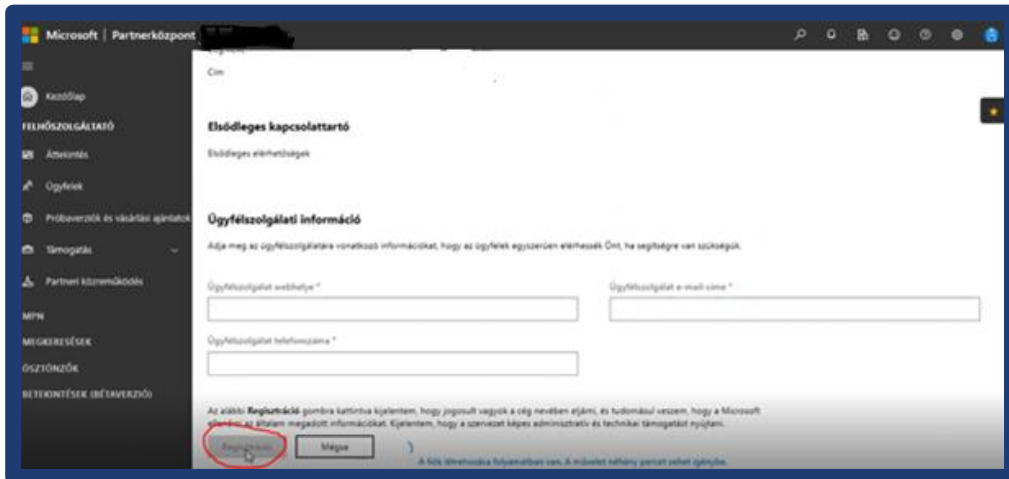 Microsoft | Partnerközpont
Cím
Kezdőlap
FELHŐSZOLGÁLTATÓ
Elsődleges kapcsolattartó
Áttekintés
Elsődleges elérhetőségek
Ügyfelek
Próbaverziók és vásárlási ajánlatok
Ügyfélszolgálati információ
Támogatás
Adja meg az ügyfélszolgálatára vonatkozó információkat, hogy az ügyfelek egyszerűen elérhessék Önt, ha segítségre van szükségük.
Partneri közreműködés
Ügyfélszolgálat webhelye *
Ügyfélszolgálat e-mail-címe *
MPN
MEGKERESÉSEK
Ügyfélszolgálat telefonszáma *
ÖSZTÖNZŐK
BETEKINTÉSEK (BÉTAVERZIÓ)
Az alábbi Regisztráció gombra kattintva kijelentem, hogy jogosult vagyok a cég nevében eljárni, és tudomásul veszem, hogy a Microsoft
ellenőrzi az általam megadott információkat. Kijelentem, hogy a szervezet képes adminisztratív és technikai támogatást nyújtani.
Regisztráció
Mégse
A fiók létrehozása folyamatban van. A művelet néhány percet vehet igénybe.